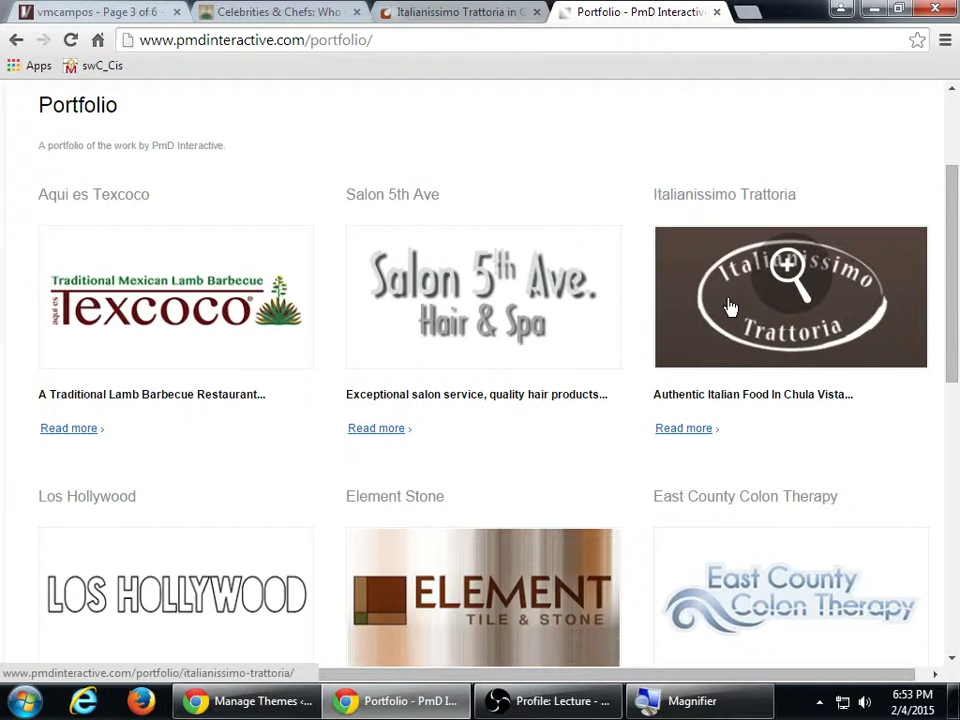 vmcampos - Page 3 of 6
Celebrities & Chefs: Who
Italianissimo Trattoria in C
Portfolio - PmD Interactiv
www.pmdinteractive.com/portfolio/
Apps
swC_Cis
Portfolio
A portfolio of the work by PmD Interactive.
Aqui es Texcoco
Salon 5th Ave
Italianissimo Trattoria
Traditional Mexican Lamb Barbecue
aqui es Texcoco
Salon 5th Ave.
Hair & Spa
Italianissimo
Trattoria
A Traditional Lamb Barbecue Restaurant...
Exceptional salon service, quality hair products...
Authentic Italian Food In Chula Vista...
Read more ›
Read more ›
Read more ›
Los Hollywood
Element Stone
East County Colon Therapy
LOS HOLLYWOOD
ELEMENT
TILE & STONE
East County
Colon Therapy
www.pmdinteractive.com/portfolio/italianissimo-trattoria/
Manage Themes ‹...
Portfolio - PmD I...
Profile: Lecture - ...
Magnifier
6:53 PM
2/4/2015